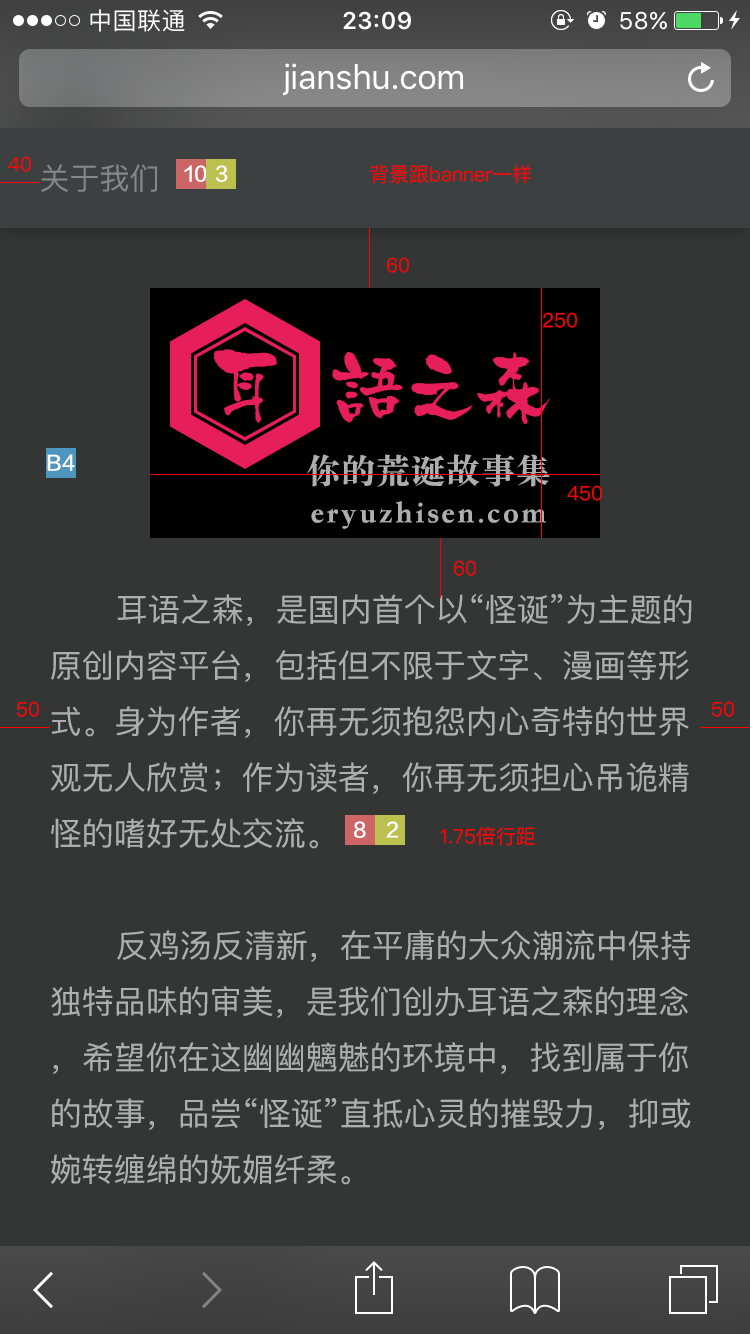 中国联通 23:09 58%
jianshu.com
40 关于我们 10 3 背景跟banner一样
60
250
耳 語之森
B4 你的荒诞故事集
450
eryuzhisen.com
60
耳语之森，是国内首个以“怪诞”为主题的
原创内容平台，包括但不限于文字、漫画等形
50 式。身为作者，你再无须抱怨内心奇特的世界 50
观无人欣赏；作为读者，你再无须担心吊诡精
怪的嗜好无处交流。 8 2 1.75倍行距
反鸡汤反清新，在平庸的大众潮流中保持
独特品味的审美，是我们创办耳语之森的理念
，希望你在这幽幽魑魅的环境中，找到属于你
的故事，品尝“怪诞”直抵心灵的摧毁力，抑或
婉转缠绵的妩媚纤柔。